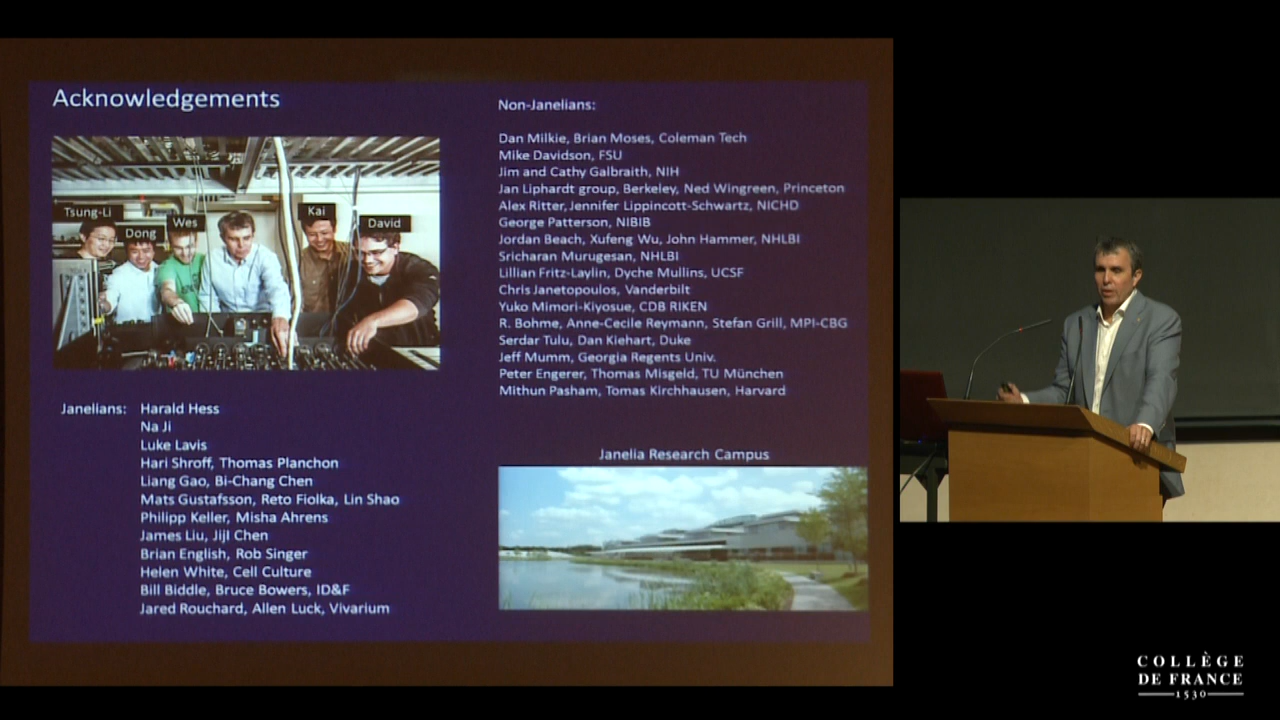 Acknowledgements
Tsung-Li
Dong
Wes
Kai
David
Janelians: Harald Hess
Na Ji
Luke Lavis
Hari Shroff, Thomas Planchon
Liang Gao, Bi-Chang Chen
Mats Gustafsson, Reto Fiolka, Lin Shao
Philipp Keller, Misha Ahrens
James Liu, JijI Chen
Brian English, Rob Singer
Helen White, Cell Culture
Bill Biddle, Bruce Bowers, ID&F
Jared Rouchard, Allen Luck, Vivarium
Non-Janelians:
Dan Milkie, Brian Moses, Coleman Tech
Mike Davidson, FSU
Jim and Cathy Galbraith, NIH
Jan Liphardt group, Berkeley, Ned Wingreen, Princeton
Alex Ritter, Jennifer Lippincott-Schwartz, NICHD
George Patterson, NIBIB
Jordan Beach, Xufeng Wu, John Hammer, NHLBI
Sricharan Murugesan, NHLBI
Lillian Fritz-Laylin, Dyche Mullins, UCSF
Chris Janetopoulos, Vanderbilt
Yuko Mimori-Kiyosue, CDB RIKEN
R. Bohme, Anne-Cecile Reymann, Stefan Grill, MPI-CBG
Serdar Tulu, Dan Kiehart, Duke
Jeff Mumm, Georgia Regents Univ.
Peter Engerer, Thomas Misgeld, TU München
Mithun Pasham, Tomas Kirchhausen, Harvard
Janelia Research Campus
COLLÈGE
DE FRANCE
1530